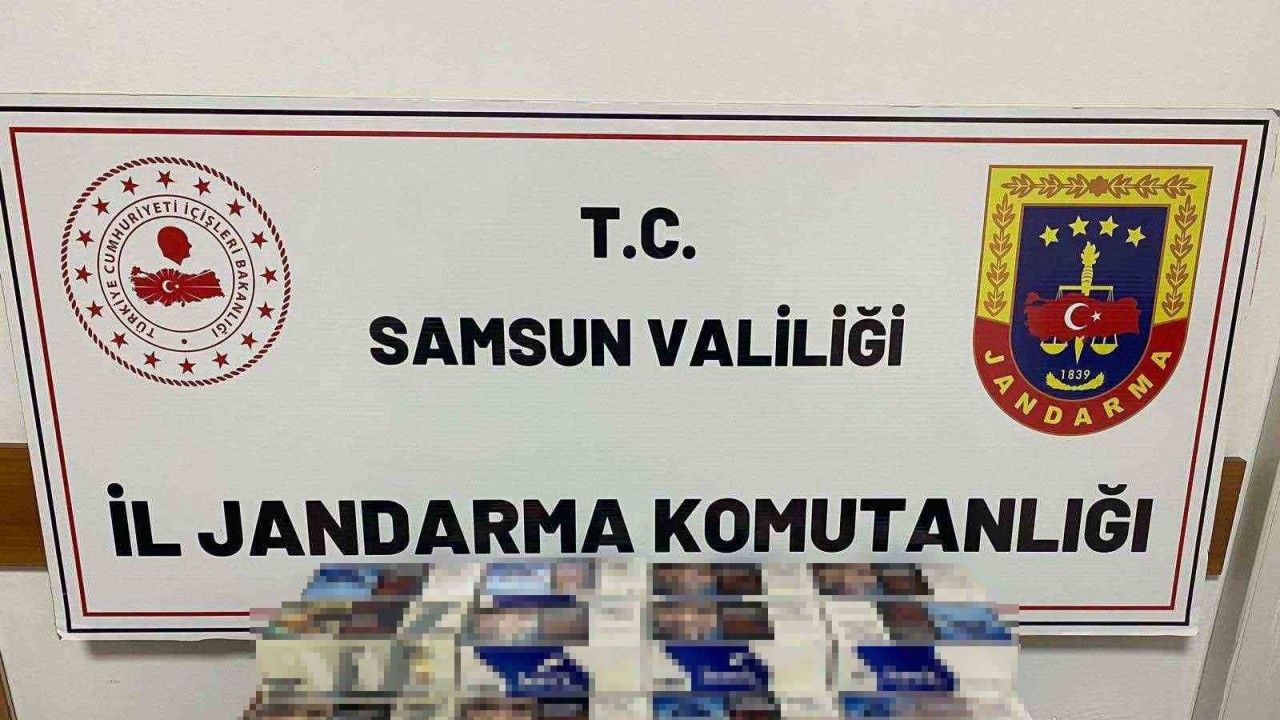 T.C.
SAMSUN VALİLİĞİ
İL JANDARMA KOMUTANLIĞI
TÜRKİYE CUMHURİYETİ İÇİŞLERİ BAKANLIĞI
1839
JANDARMA